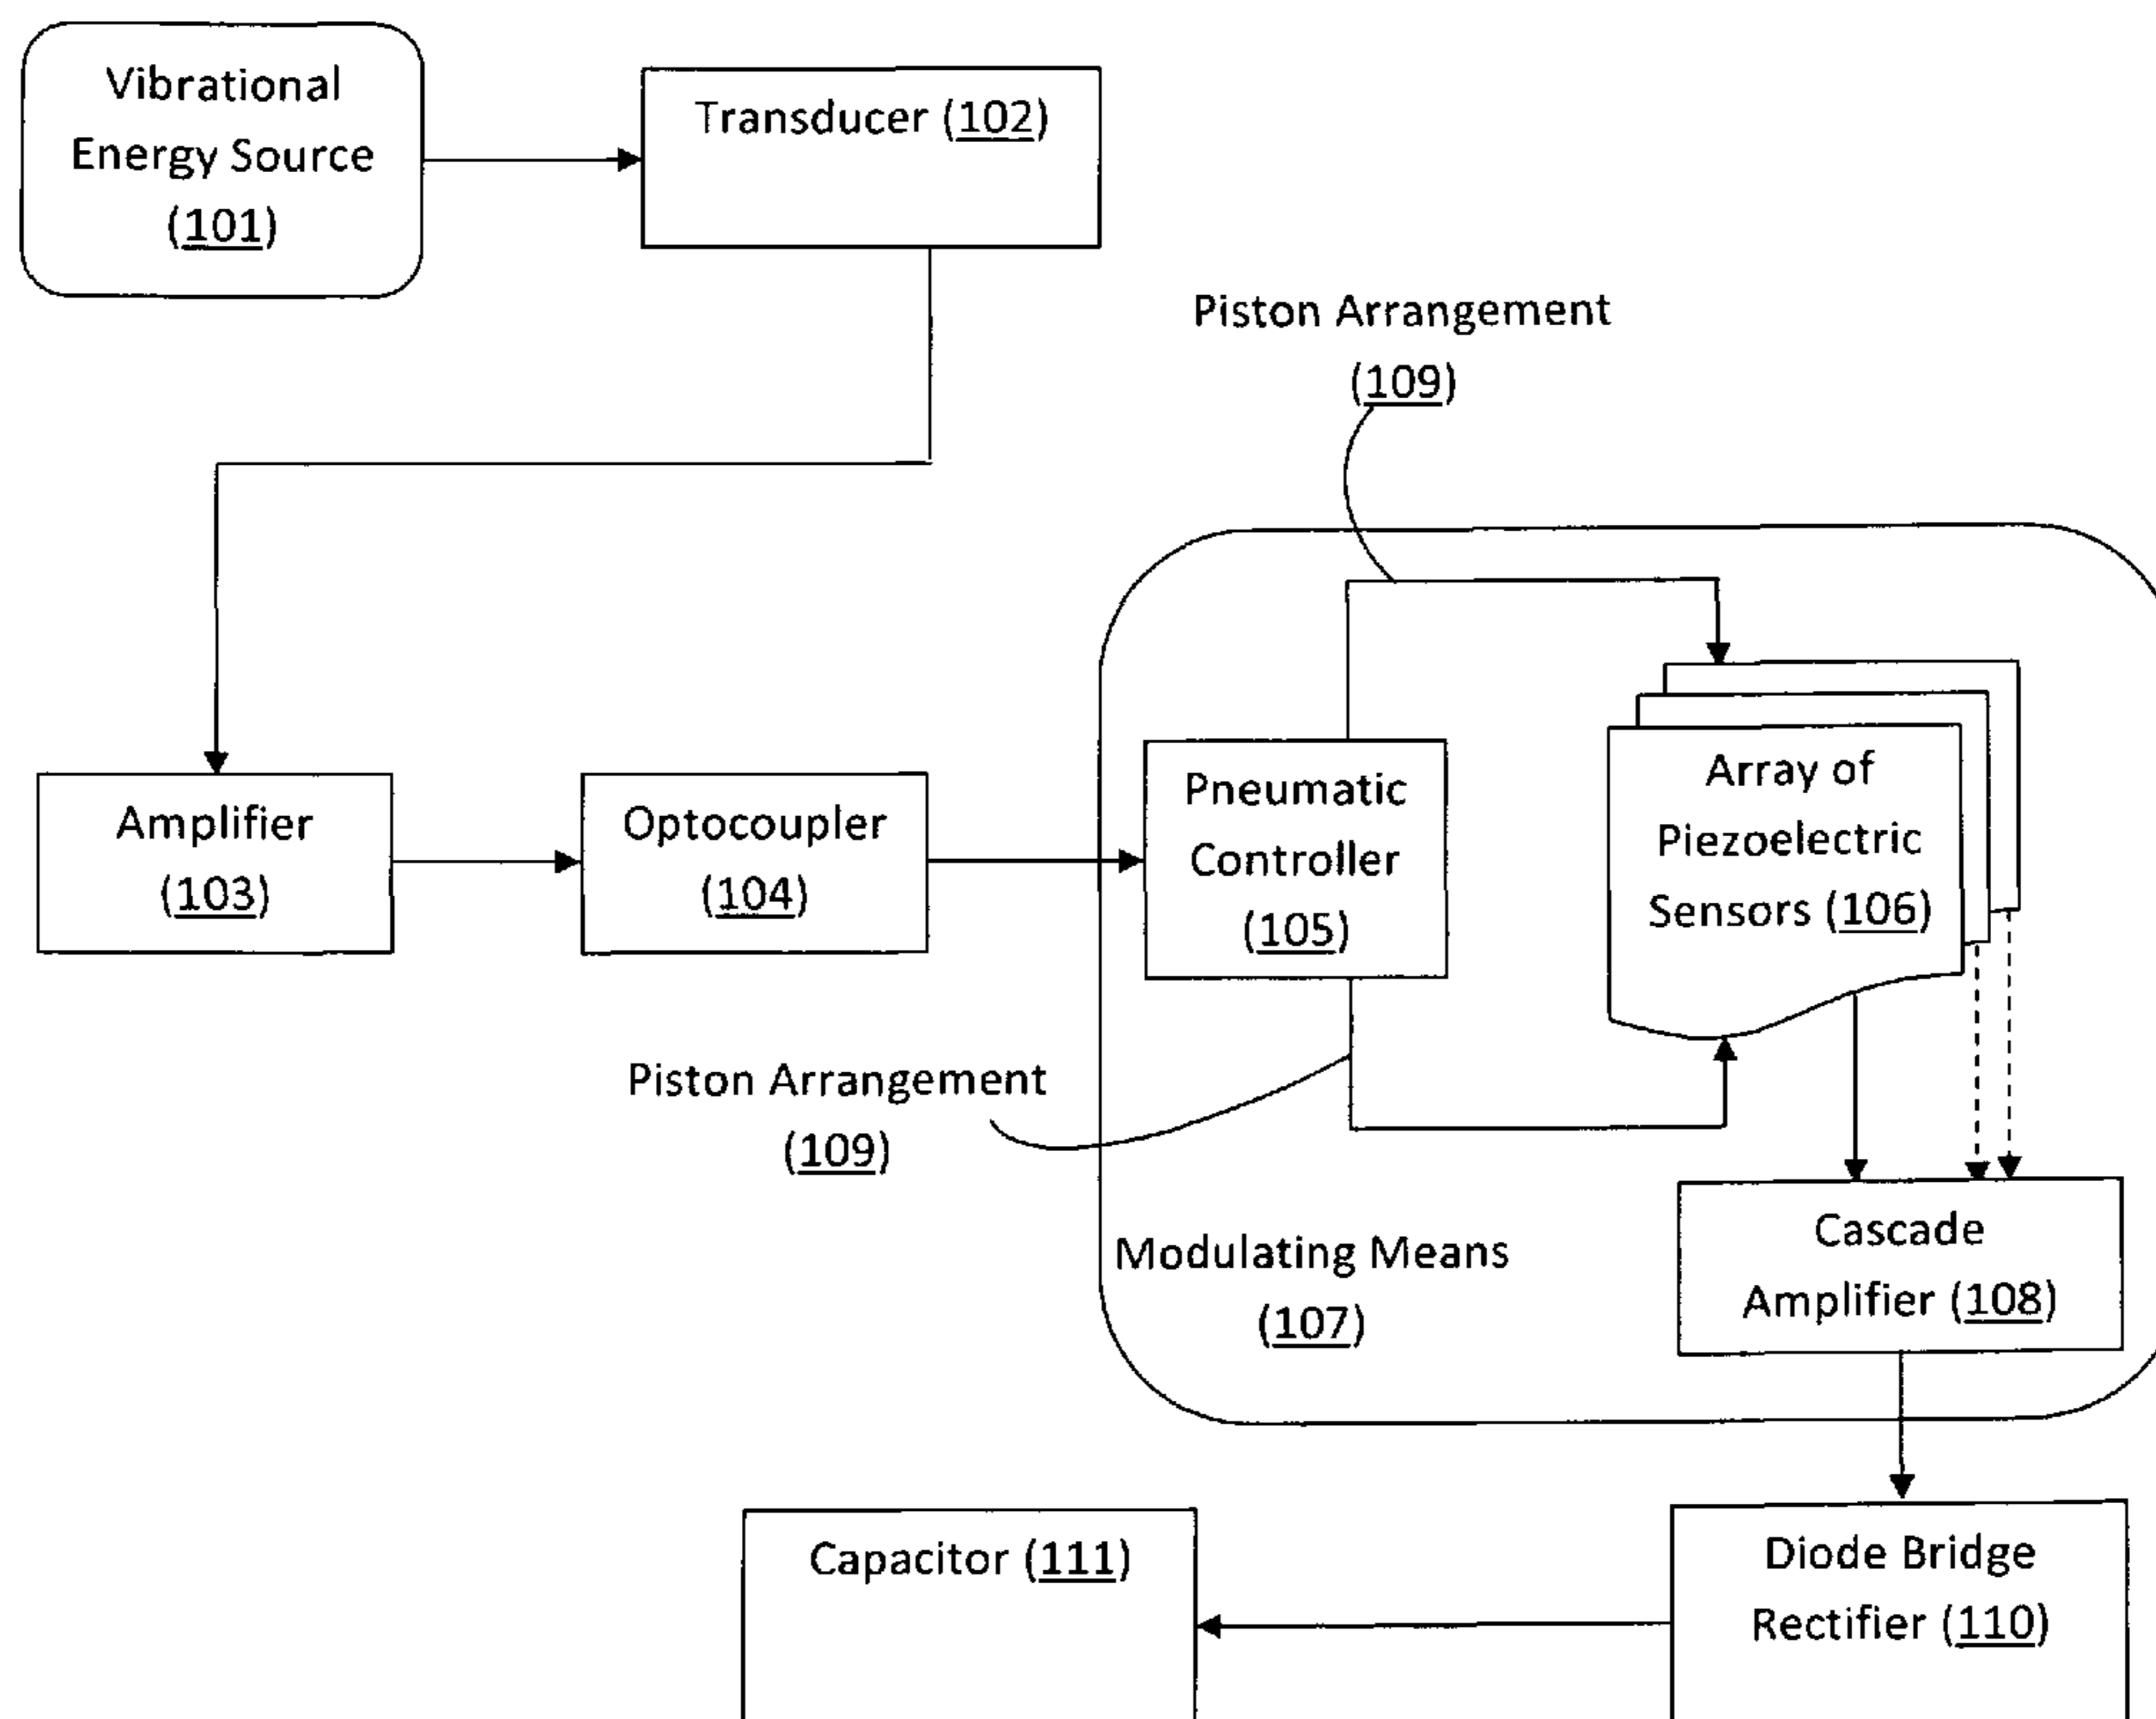 Vibrational
Energy Source
(101)
Transducer (102)
Piston Arrangement
(109)
Amplifier
(103)
Optocoupler
(104)
Pneumatic
Controller
(105)
Array of
Piezoelectric
Sensors (106)
Piston Arrangement
(109)
Modulating Means
(107)
Cascade
Amplifier (108)
Capacitor (111)
Diode Bridge
Rectifier (110)